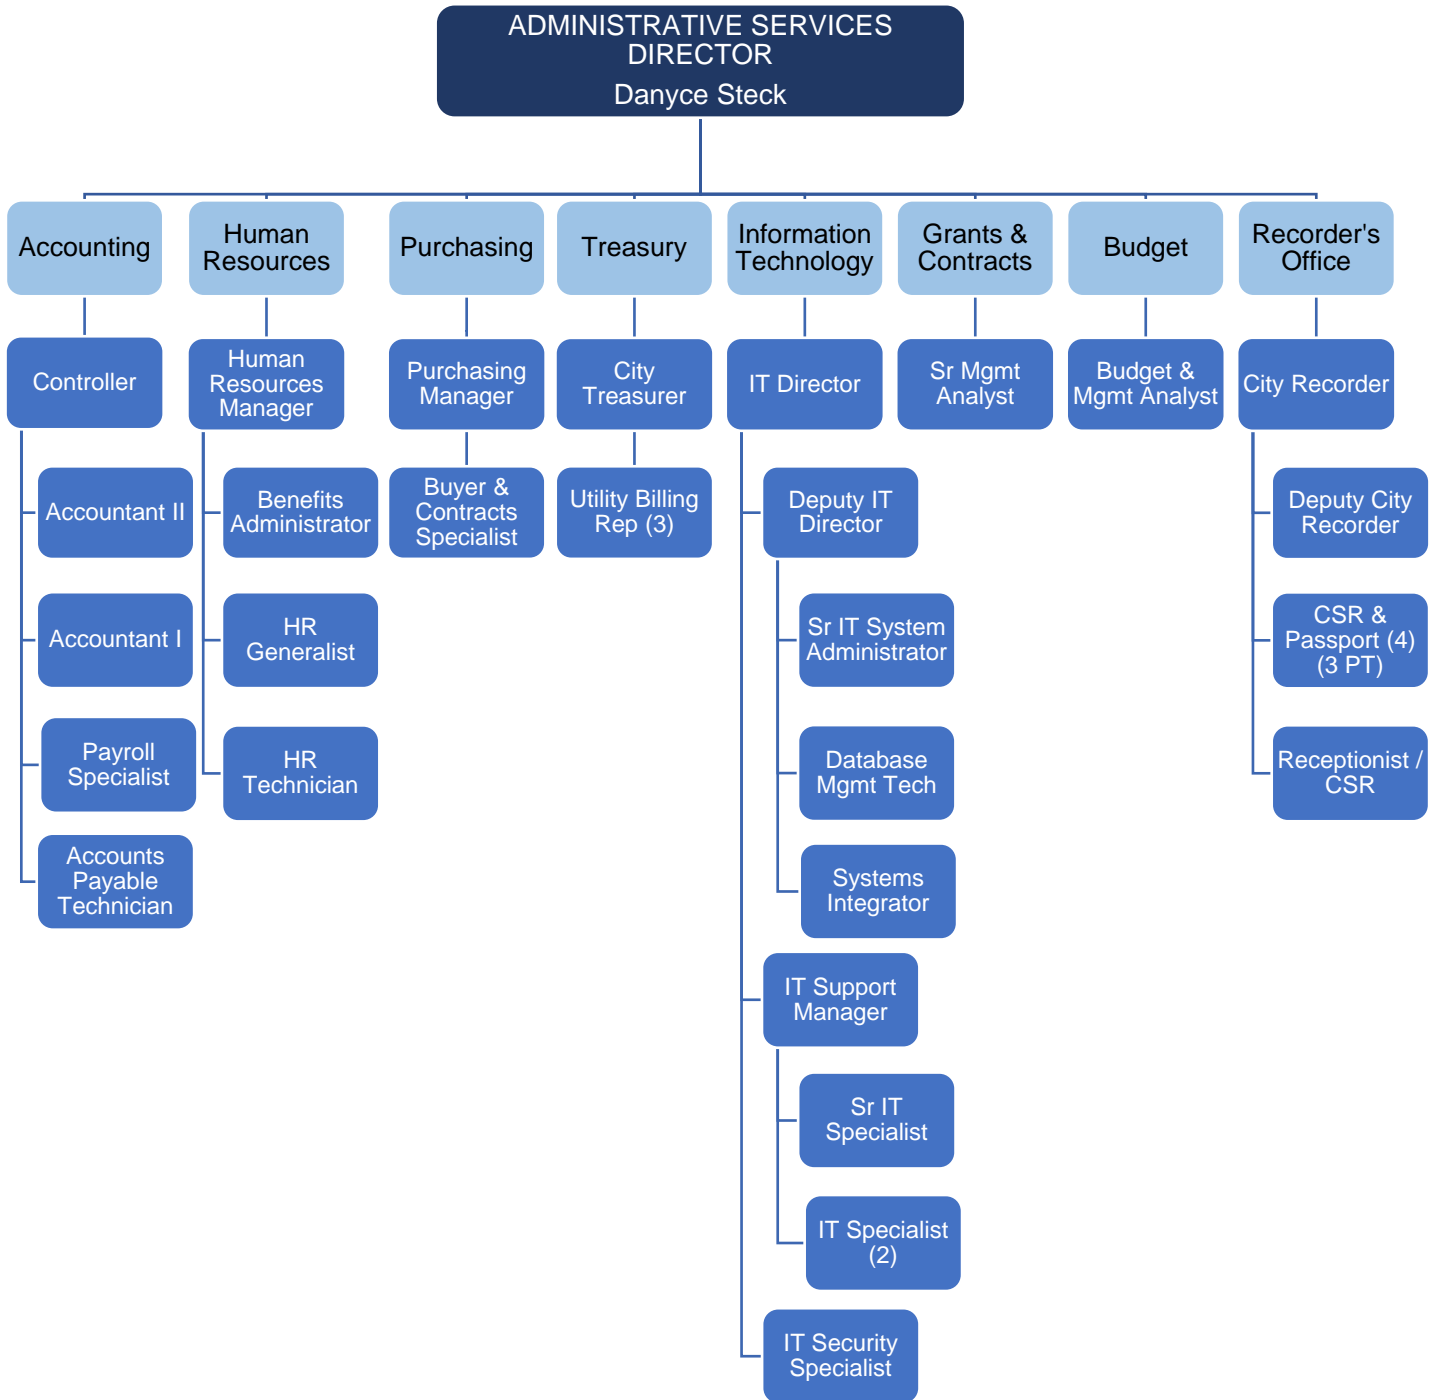 ADMINISTRATIVE SERVICES
DIRECTOR
Danyce Steck
Accounting
Human
Resources
Purchasing
Treasury
Information
Technology
Grants &
Contracts
Budget
Recorder's
Office
Controller
Human
Resources
Manager
Purchasing
Manager
City
Treasurer
IT Director
Sr Mgmt
Analyst
Budget &
Mgmt Analyst
City Recorder
Accountant II
Benefits
Administrator
Buyer &
Contracts
Specialist
Utility Billing
Rep (3)
Deputy IT
Director
Deputy City
Recorder
Accountant I
HR
Generalist
Sr IT System
Administrator
CSR &
Passport (4)
(3 PT)
Payroll
Specialist
HR
Technician
Database
Mgmt Tech
Receptionist /
CSR
Accounts
Payable
Technician
Systems
Integrator
IT Support
Manager
Sr IT
Specialist
IT Specialist
(2)
IT Security
Specialist